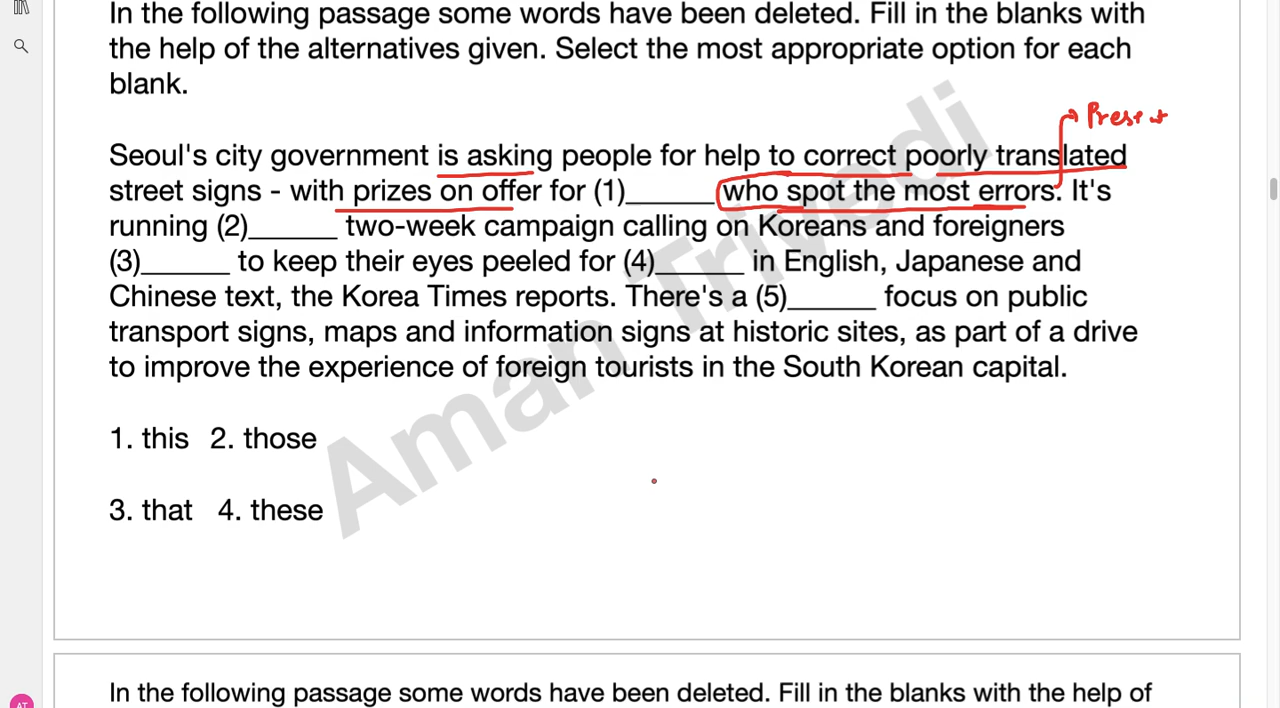 In the following passage some words have been deleted. Fill in the blanks with
the help of the alternatives given. Select the most appropriate option for each
blank.
Present
Seoul's city government is asking people for help to correct poorly translated
street signs - with prizes on offer for (1)______ who spot the most errors. It's
running (2)______ two-week campaign calling on Koreans and foreigners
(3)______ to keep their eyes peeled for (4)______ in English, Japanese and
Chinese text, the Korea Times reports. There's a (5)______ focus on public
transport signs, maps and information signs at historic sites, as part of a drive
to improve the experience of foreign tourists in the South Korean capital.
1. this 2. those
3. that 4. these
Aman Trivedi
In the following passage some words have been deleted. Fill in the blanks with the help of
AT